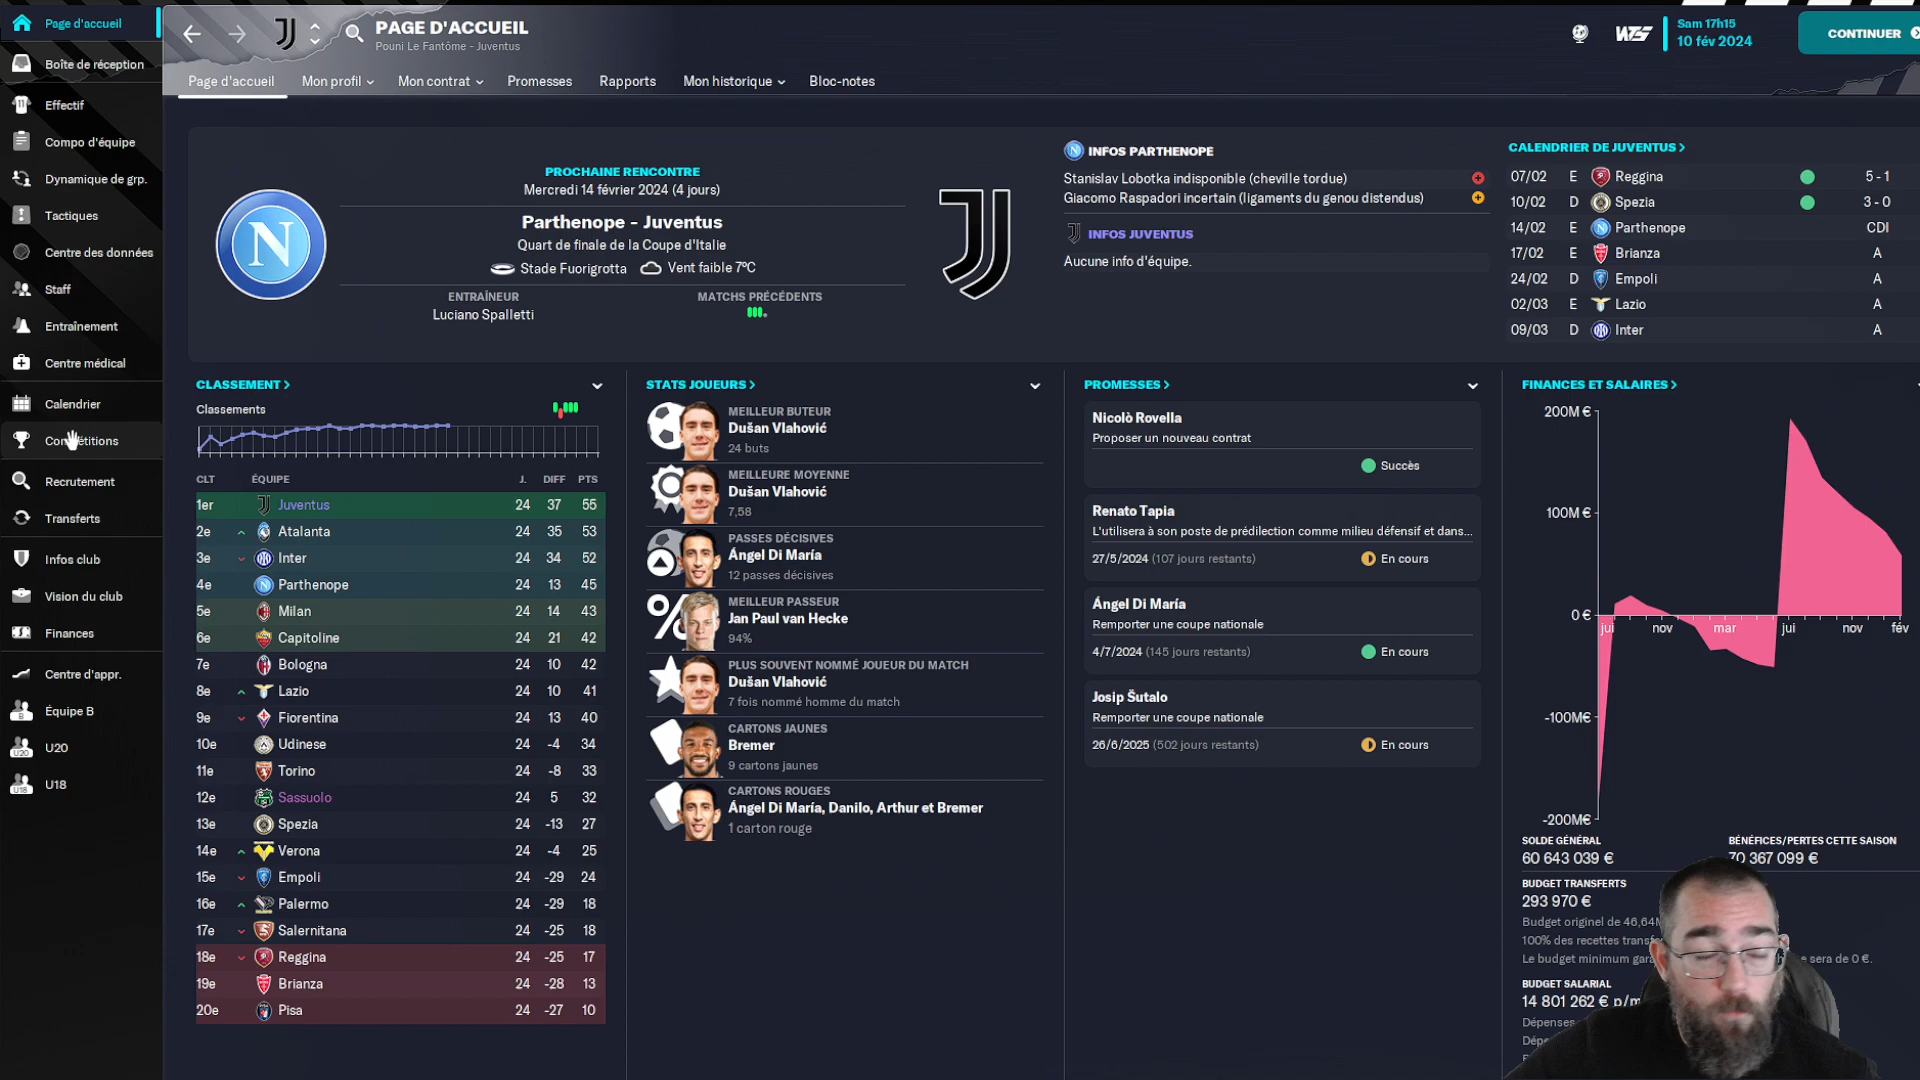 Page d'accueil
Boîte de réception
Effectif
Compo d'équipe
Dynamique de grp.
Tactiques
Centre des données
Staff
Entraînement
Centre médical
Calendrier
Recrutement
Transferts
Infos club
Vision du club
Finances
Centre d'appr.
Équipe B
U20
U18
PAGE D'ACCUEIL
Pouni Le Fantôme - Juventus
Sam 17h15
10 fév 2024
CONTINUER
Page d'accueil
Mon profil
Mon contrat
Promesses
Rapports
Mon historique
Bloc-notes
PROCHAINE RENCONTRE
Mercredi 14 février 2024 (4 jours)
Parthenope - Juventus
Quart de finale de la Coupe d'Italie
Stade Fuorigrotta Vent faible 7°C
ENTRAÎNEUR
Luciano Spalletti
MATCHS PRÉCÉDENTS
INFOS PARTHENOPE
Stanislav Lobotka indisponible (cheville tordue)
Giacomo Raspadori incertain (ligaments du genou distendus)
INFOS JUVENTUS
Aucune info d'équipe.
CALENDRIER DE JUVENTUS >
07/02 E Reggina 5 - 1
10/02 D Spezia 3 - 0
14/02 E Parthenope CDI
17/02 E Brianza A
24/02 D Empoli A
02/03 E Lazio A
09/03 D Inter A
CLASSEMENT >
Classements
CLT ÉQUIPE J. DIFF PTS
1er Juventus 24 37 55
2e Atalanta 24 35 53
3e Inter 24 34 52
4e Parthenope 24 13 45
5e Milan 24 14 43
6e Capitoline 24 21 42
7e Bologna 24 10 42
8e Lazio 24 10 41
9e Fiorentina 24 13 40
10e Udinese 24 -4 34
11e Torino 24 -8 33
12e Sassuolo 24 5 32
13e Spezia 24 -13 27
14e Verona 24 -4 25
15e Empoli 24 -29 24
16e Palermo 24 -29 18
17e Salernitana 24 -25 18
18e Reggina 24 -25 17
19e Brianza 24 -28 13
20e Pisa 24 -27 10
STATS JOUEURS >
MEILLEUR BUTEUR
Dušan Vlahović
24 buts
MEILLEURE MOYENNE
Dušan Vlahović
7,58
PASSES DÉCISIVES
Ángel Di María
12 passes décisives
MEILLEUR PASSEUR
Jan Paul van Hecke
94%
PLUS SOUVENT NOMMÉ JOUEUR DU MATCH
Dušan Vlahović
7 fois nommé homme du match
CARTONS JAUNES
Bremer
9 cartons jaunes
CARTONS ROUGES
Ángel Di María, Danilo, Arthur et Bremer
1 carton rouge
PROMESSES >
Nicolò Rovella
Proposer un nouveau contrat
Succès
Renato Tapia
L'utilisera à son poste de prédilection comme milieu défensif et dans...
27/5/2024 (107 jours restants) En cours
Ángel Di María
Remporter une coupe nationale
4/7/2024 (145 jours restants) En cours
Josip Šutalo
Remporter une coupe nationale
26/6/2025 (502 jours restants) En cours
FINANCES ET SALAIRES >
200M €
100M €
0 €
-100M€
-200M€
jui nov mar jui nov fév
SOLDE GÉNÉRAL
60 643 039 €
BÉNÉFICES/PERTES CETTE SAISON
70 367 099 €
BUDGET TRANSFERTS
293 970 €
Budget originel de 46,64M
100% des recettes
Le budget minimum e sera de 0 €.
BUDGET SALARIAL
14 801 262 € p/m
Dépenses